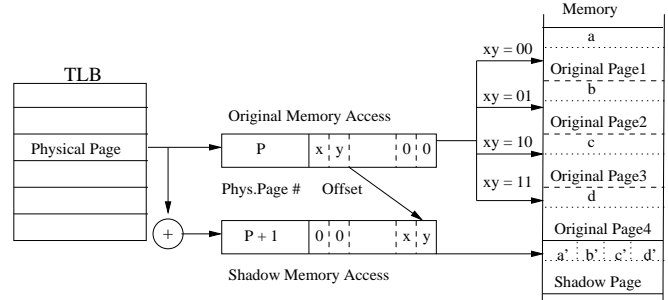 Memory
a
xy = 00
TLB
Original Page1
b
xy = 01
Original Memory Access
Original Page2
Physical Page
P x y 0 0
xy = 10
c
Original Page3
Phys.Page # Offset
xy = 11
d
Original Page4
+
P + 1 0 0 x y
a’ b’ c’ d’
Shadow Memory Access
Shadow Page